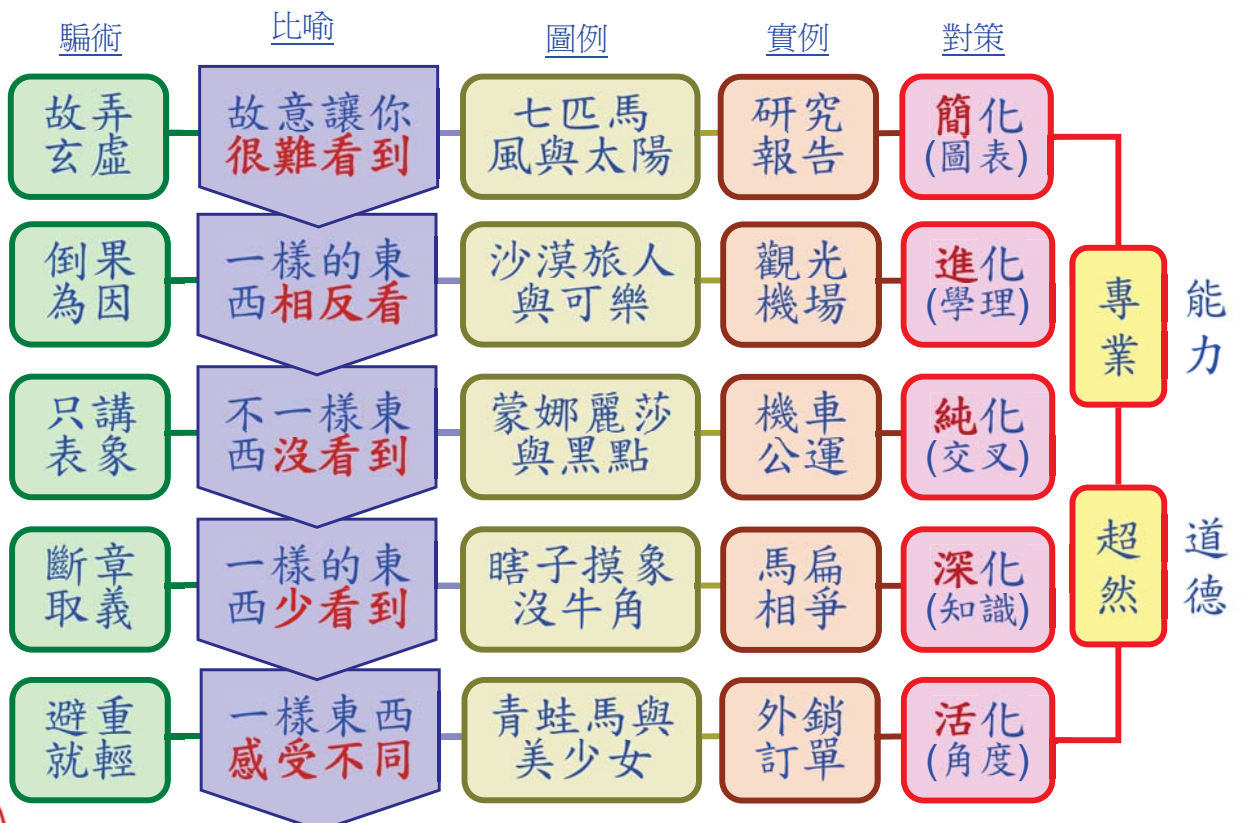 騙術
比喻
圖例
實例
對策
故弄
玄虛
故意讓你
很難看到
七匹馬
風與太陽
研究
報告
簡化
(圖表)
倒果
為因
一樣的東
西相反看
沙漠旅人
與可樂
觀光
機場
進化
(學理)
只講
表象
不一樣東
西沒看到
蒙娜麗莎
與黑點
機車
公運
純化
(交叉)
斷章
取義
一樣的東
西少看到
瞎子摸象
沒牛角
馬扁
相爭
深化
(知識)
避重
就輕
一樣東西
感受不同
青蛙馬與
美少女
外銷
訂單
活化
(角度)
專業
能力
超然
道德